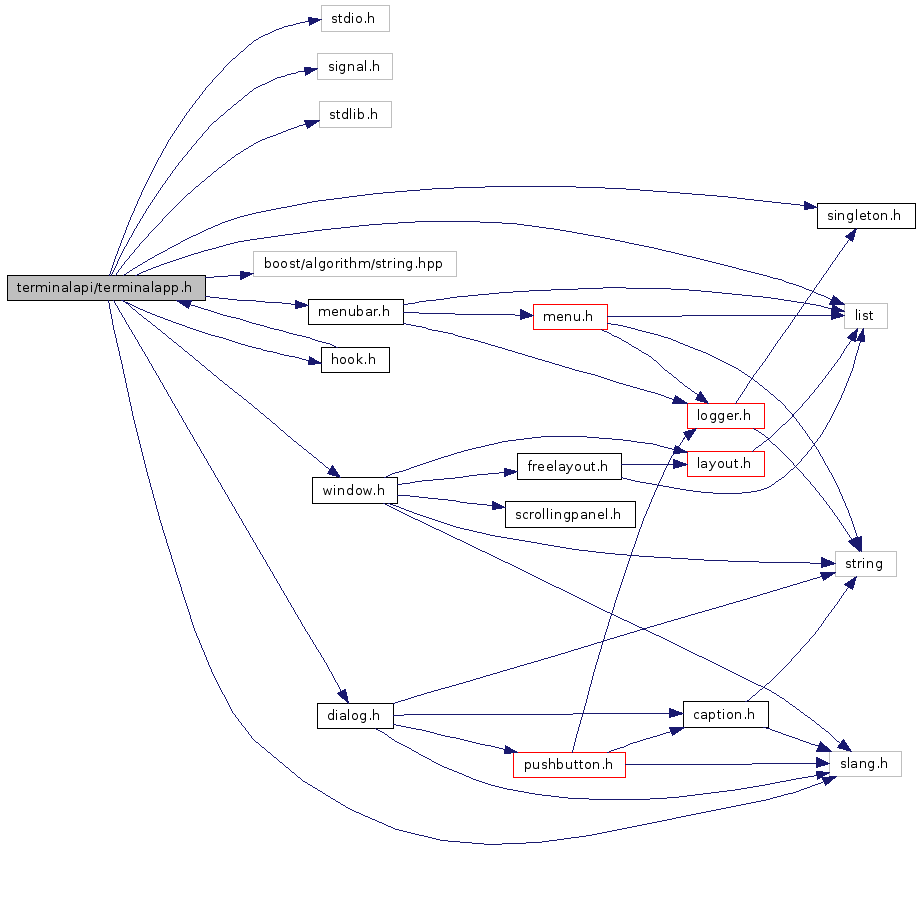 stdio.h
signal.h
stdlib.h
singleton.h
boost/algorithm/string.hpp
terminalapi/terminalapp.h
menubar.h
menu.h
list
hook.h
logger.h
freelayout.h
layout.h
window.h
scrollingpanel.h
string
dialog.h
caption.h
pushbutton.h
slang.h